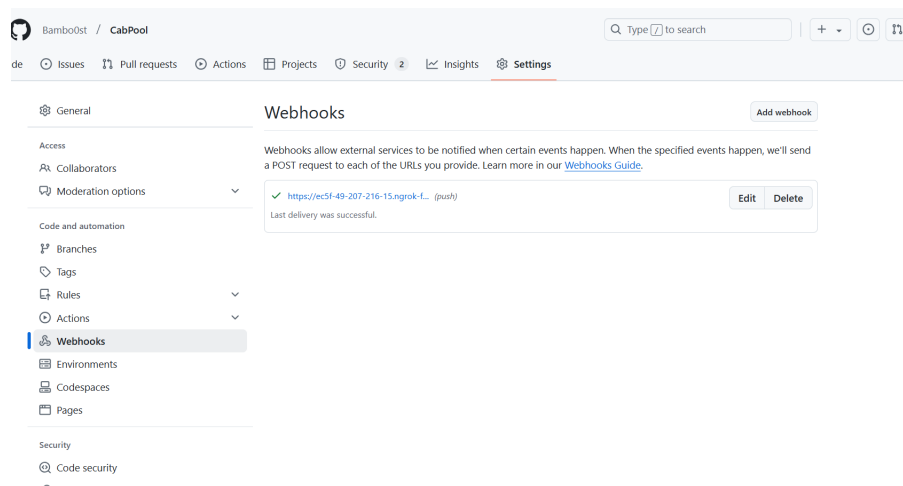 Bambo0st / CabPool
Type / to search
de Issues Pull requests Actions Projects Security 2 Insights Settings
General
Access
Collaborators
Moderation options
Code and automation
Branches
Tags
Rules
Actions
Webhooks
Environments
Codespaces
Pages
Security
Code security
Webhooks
Add webhook
Webhooks allow external services to be notified when certain events happen. When the specified events happen, we'll send
a POST request to each of the URLs you provide. Learn more in our Webhooks Guide.
https://ec5f-49-207-216-15.ngrok-f... (push)
Edit Delete
Last delivery was successful.